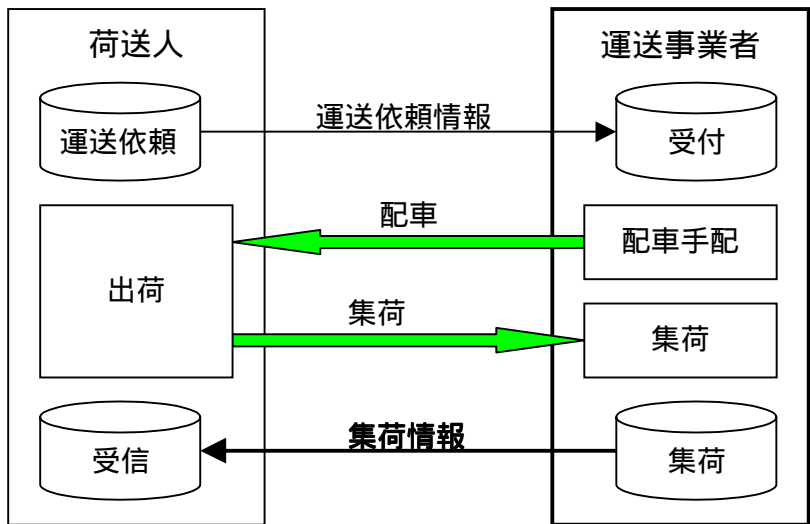 荷送人
運送事業者
運送依頼
運送依頼情報
受付
配車
配車手配
出荷
集荷
集荷
集荷情報
受信
集荷